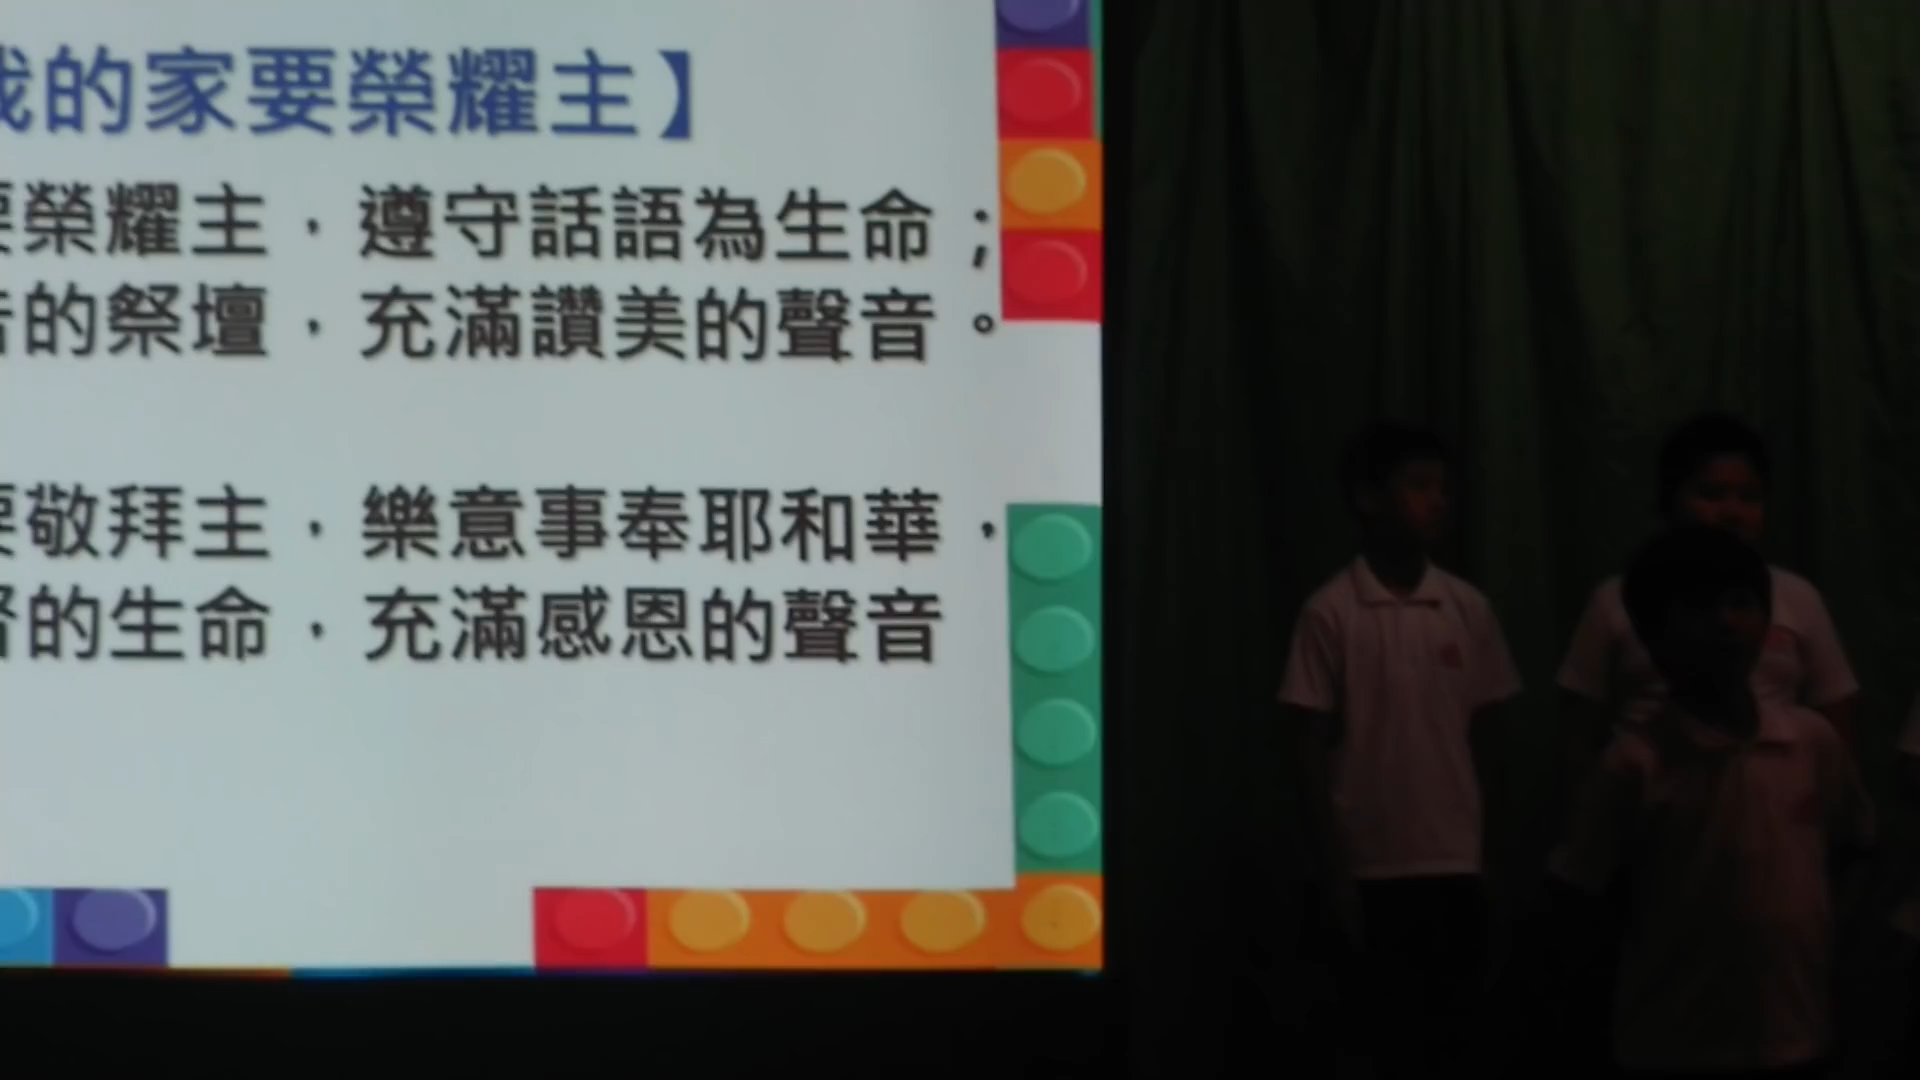 我的家要榮耀主】
要榮耀主，遵守話語為生命；
的祭壇，充滿讚美的聲音。
要敬拜主，樂意事奉耶和華，
的生命，充滿感恩的聲音